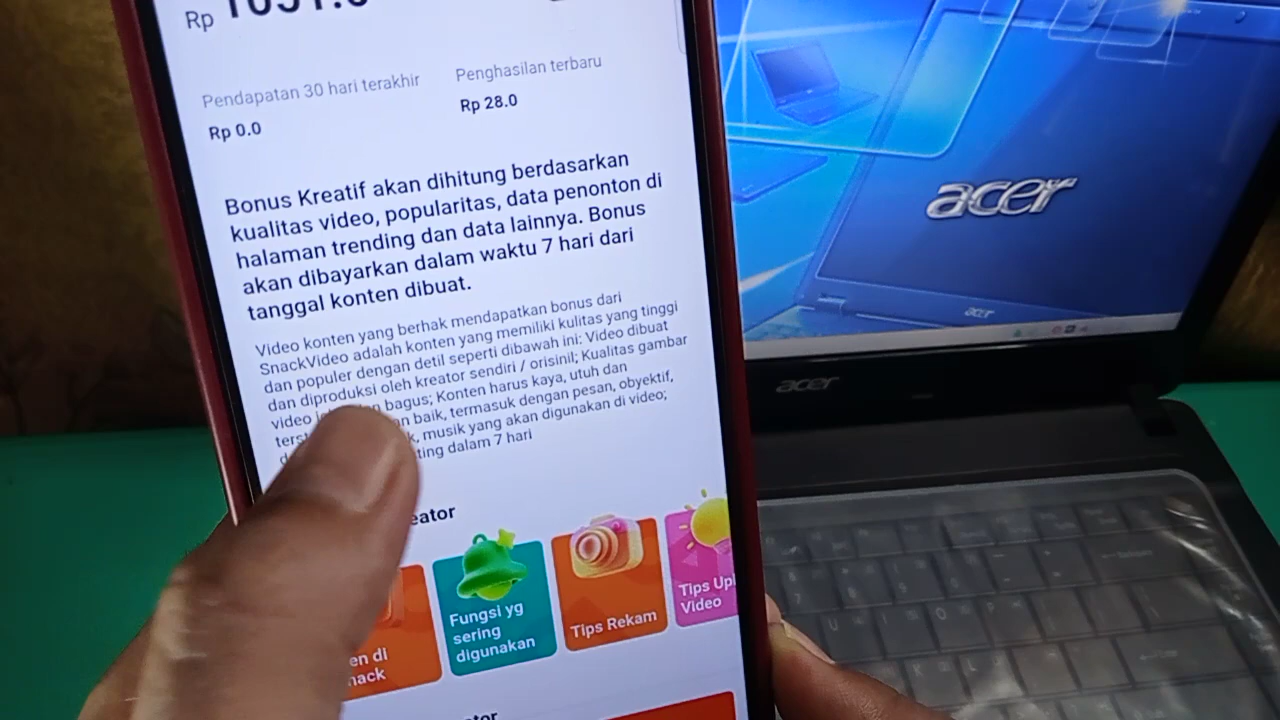 Rp
Pendapatan 30 hari terakhir
Rp 0.0
Penghasilan terbaru
Rp 28.0
Bonus Kreatif akan dihitung berdasarkan
kualitas video, popularitas, data penonton di
halaman trending dan data lainnya. Bonus
akan dibayarkan dalam waktu 7 hari dari
tanggal konten dibuat.
Video konten yang berhak mendapatkan bonus dari
SnackVideo adalah konten yang memiliki kulitas yang tinggi
dan populer dengan detil seperti dibawah ini: Video dibuat
dan diproduksi oleh kreator sendiri / orisinil; Kualitas gambar
video bagus; Konten harus kaya, utuh dan
baik, termasuk dengan pesan, obyektif,
musik yang akan digunakan di video;
dalam 7 hari
Fungsi yg
sering
digunakan
Tips Rekam
Tips
Video
acer
acer
acer